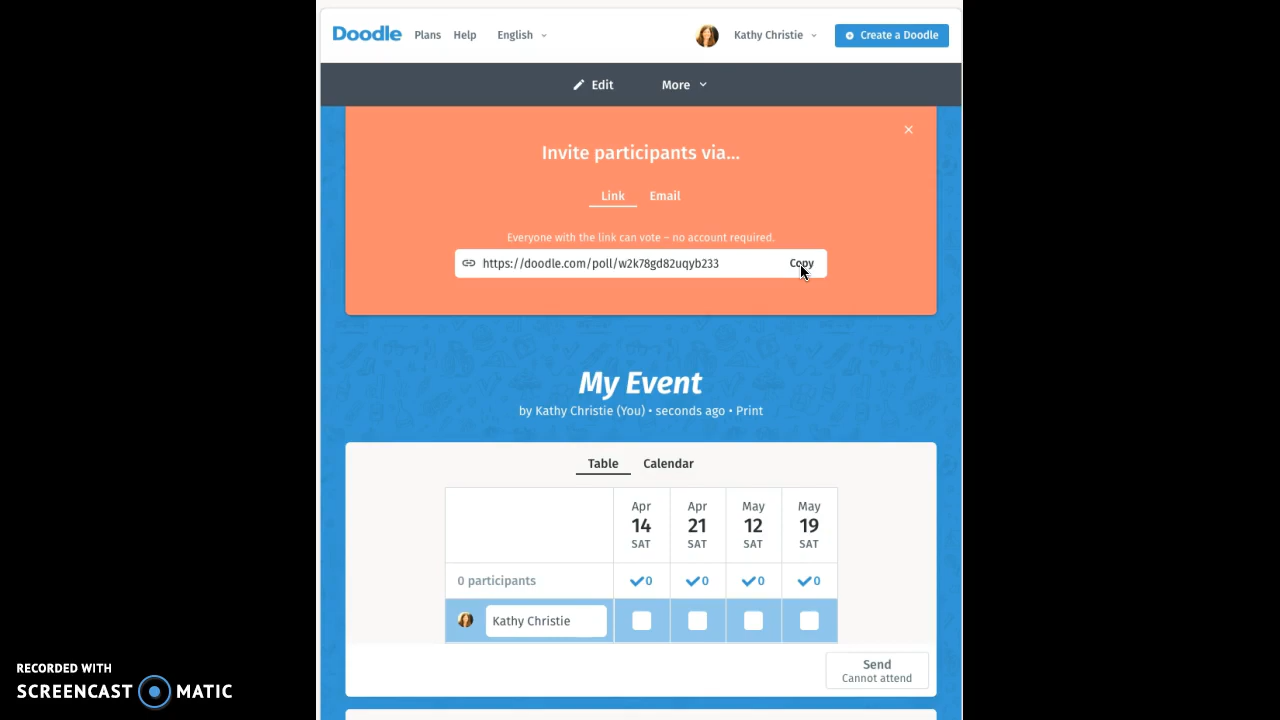 Doodle Plans Help English Kathy Christie Create a Doodle
Edit More
Invite participants via...
Link Email
Everyone with the link can vote – no account required.
https://doodle.com/poll/w2k78gd82uqyb233 Copy
My Event
by Kathy Christie (You) • seconds ago • Print
Table Calendar
Apr Apr May May
14 21 12 19
SAT SAT SAT SAT
0 participants 0 0 0 0
Kathy Christie
Send
Cannot attend
RECORDED WITH
SCREENCAST MATIC